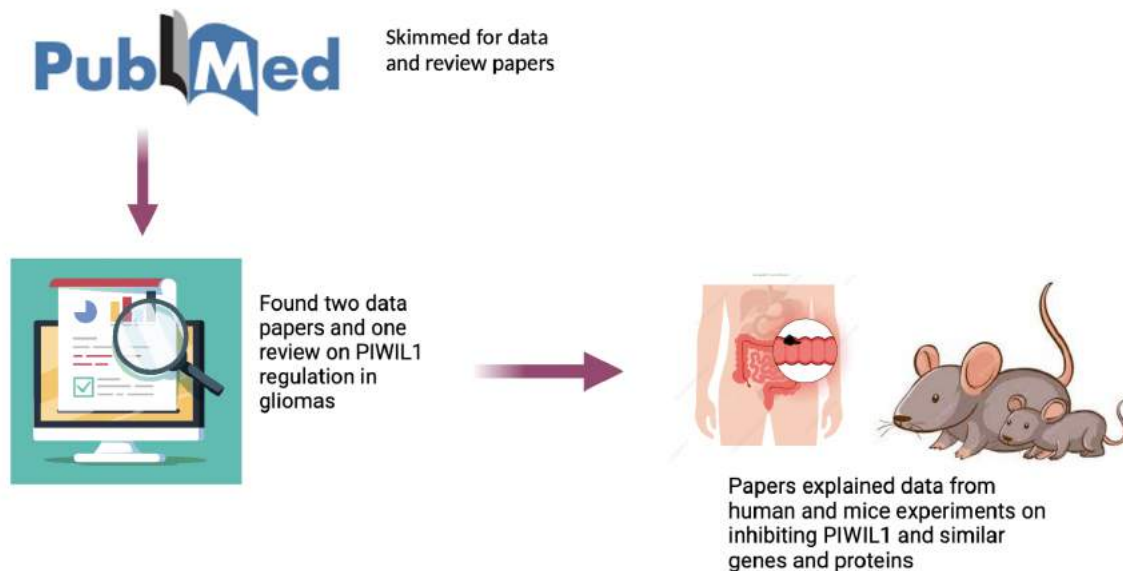 PubMed
Skimmed for data
and review papers
Found two data
papers and one
review on PIWIL1
regulation in
gliomas
Papers explained data from
human and mice experiments on
inhibiting PIWIL1 and similar
genes and proteins